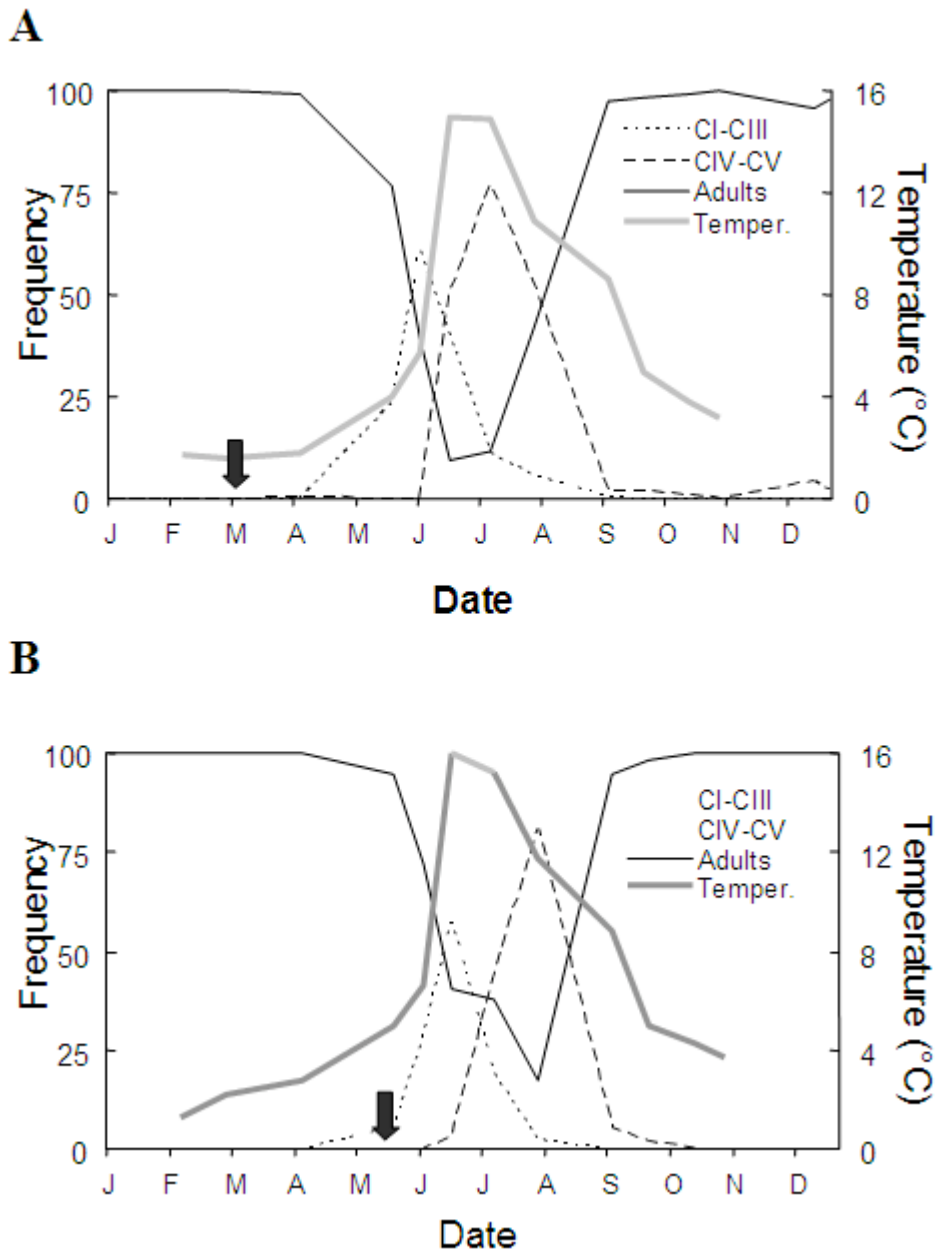 A
100 16
CI-CIII
CIV-CV
75 12
Adults
Temper.
Frequency
Temperature (°C)
50 8
25 4
0 0
J F M A M J J A S O N D
Date
B
100 16
CI-CIII
CIV-CV
75 12
Adults
Temper.
Frequency
Temperature (°C)
50 8
25 4
0 0
J F M A M J J A S O N D
Date